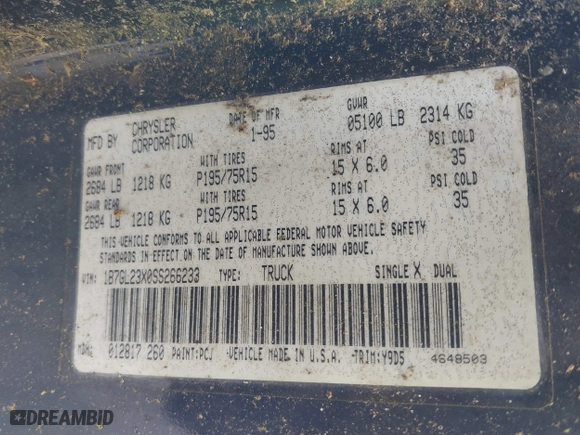 MFD BY CHRYSLER CORPORATION DATE OF MFR 1-95 GVWR 05100 LB 2314 KG
GAWR FRONT WITH TIRES RIMS AT PSI COLD
2684 LB 1218 KG P195/75R15 15 X 6.0 35
GAWR REAR WITH TIRES RIMS AT PSI COLD
2684 LB 1218 KG P195/75R15 15 X 6.0 35
THIS VEHICLE CONFORMS TO ALL APPLICABLE FEDERAL MOTOR VEHICLE SAFETY
STANDARDS IN EFFECT ON THE DATE OF MANUFACTURE SHOWN ABOVE.
VIN: 1B7GL23X0SS266233 TYPE: TRUCK SINGLE X DUAL
MDH: 012817 260 PAINT:PCJ -VEHICLE MADE IN U.S.A. -TRIM:Y9D5 4648503
DREAMBID